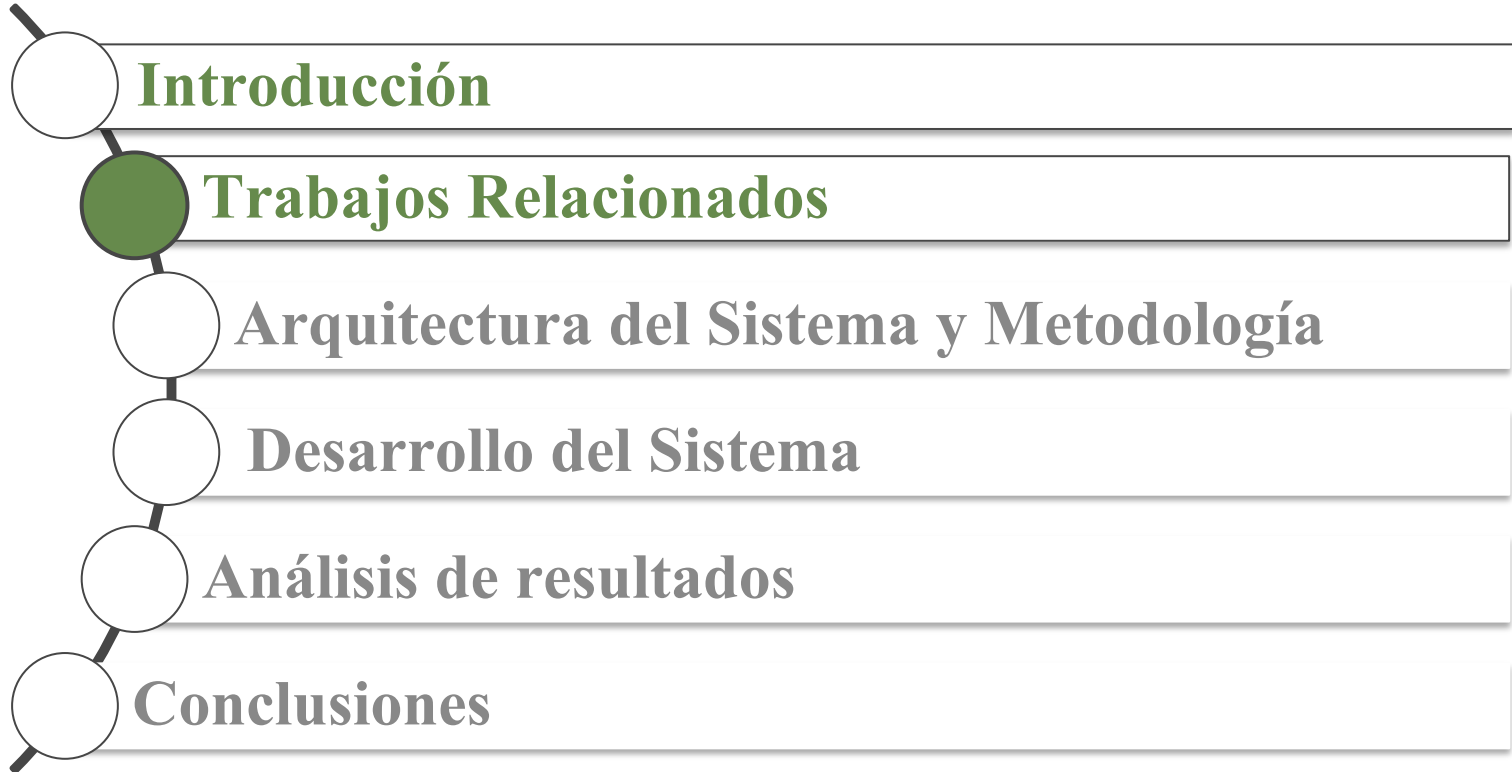 Introducción
Trabajos Relacionados
Arquitectura del Sistema y Metodología
Desarrollo del Sistema
Análisis de resultados
Conclusiones